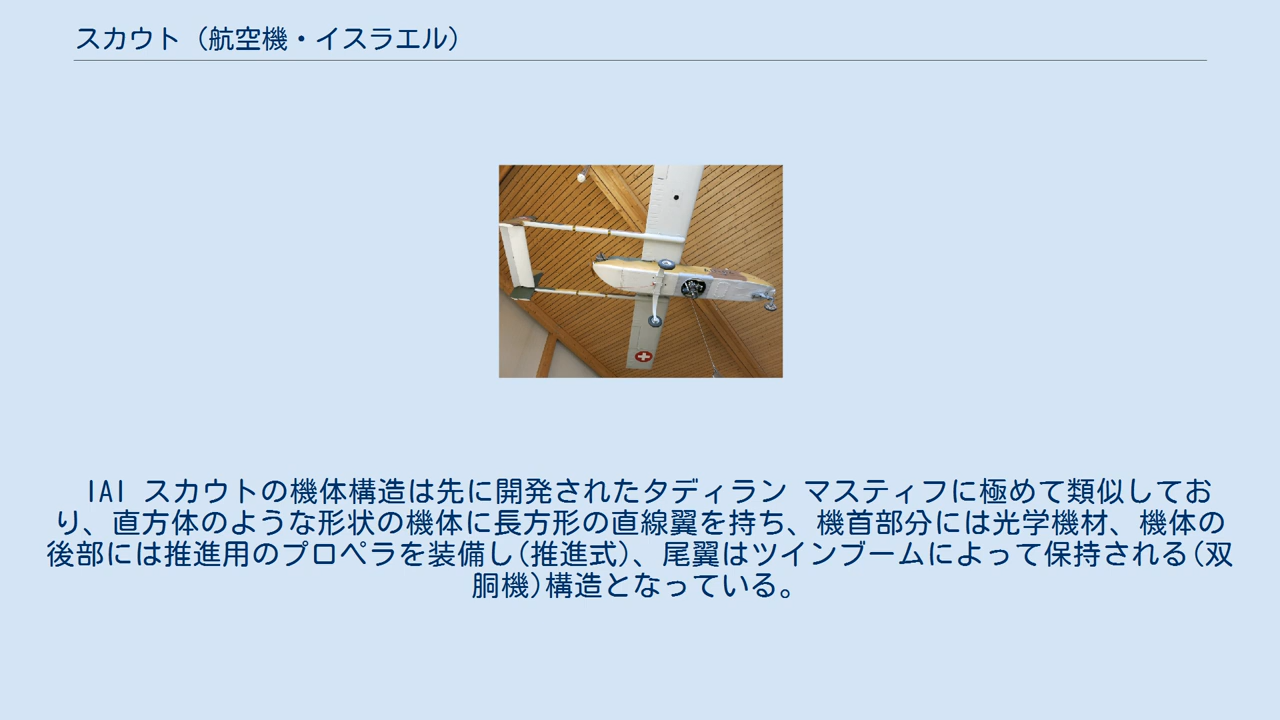 スカウト（航空機・イスラエル）
IAI スカウトの機体構造は先に開発されたタディラン マスティフに極めて類似してお
り、直方体のような形状の機体に長方形の直線翼を持ち、機首部分には光学機材、機体の
後部には推進用のプロペラを装備し(推進式)、尾翼はツインブームによって保持される(双
胴機)構造となっている。